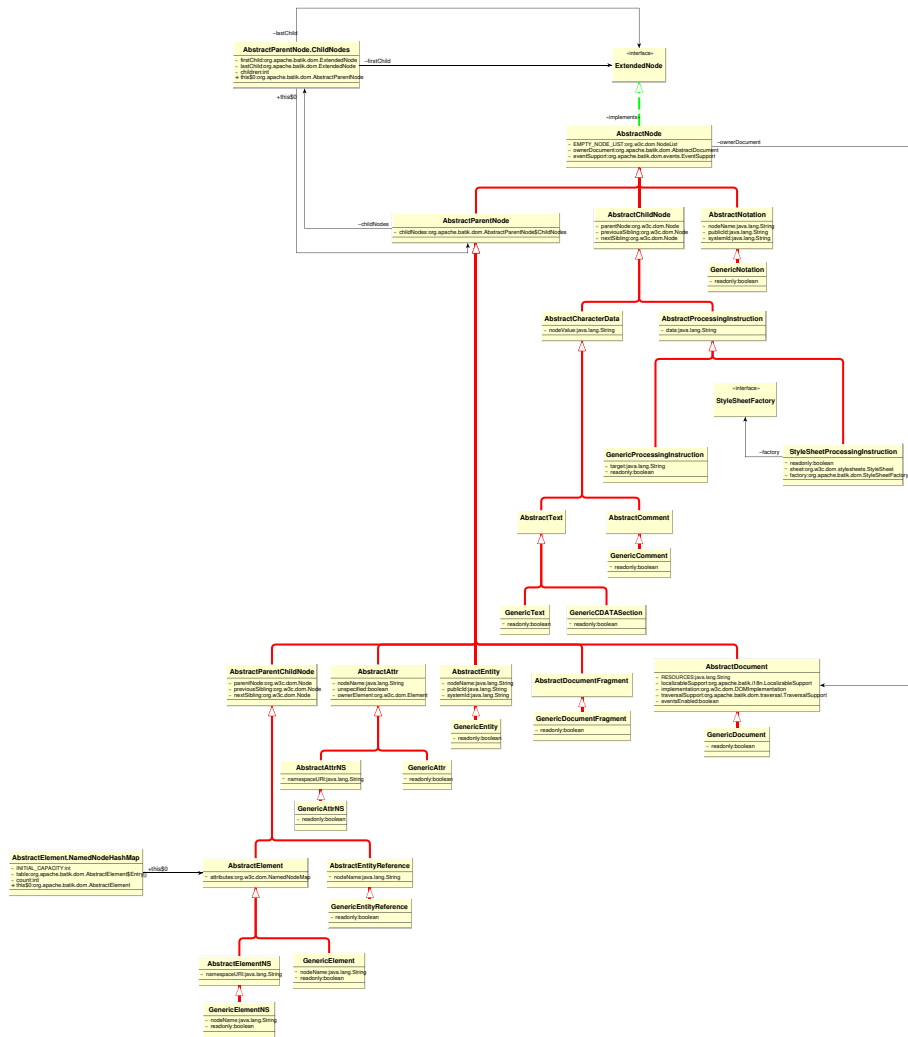 ~lastChild
AbstractParentNode.ChildNodes
~ firstChild:org.apache.batik.dom.ExtendedNode
~ lastChild:org.apache.batik.dom.ExtendedNode
~ children:int
+ this$0:org.apache.batik.dom.AbstractParentNode
~firstChild
«interface»
ExtendedNode
+this$0
~implements
AbstractNode
~ EMPTY_NODE_LIST:org.w3c.dom.NodeList
~ ownerDocument:org.apache.batik.dom.AbstractDocument
~ eventSupport:org.apache.batik.dom.events.EventSupport
~ownerDocument
~childNodes
AbstractParentNode
~ childNodes:org.apache.batik.dom.AbstractParentNode$ChildNodes
AbstractChildNode
~ parentNode:org.w3c.dom.Node
~ previousSibling:org.w3c.dom.Node
~ nextSibling:org.w3c.dom.Node
AbstractNotation
~ nodeName:java.lang.String
~ publicId:java.lang.String
~ systemId:java.lang.String
GenericNotation
~ readonly:boolean
AbstractCharacterData
~ nodeValue:java.lang.String
AbstractProcessingInstruction
~ data:java.lang.String
«interface»
StyleSheetFactory
~factory
GenericProcessingInstruction
~ target:java.lang.String
~ readonly:boolean
StyleSheetProcessingInstruction
~ readonly:boolean
~ sheet:org.w3c.dom.stylesheets.StyleSheet
~ factory:org.apache.batik.dom.StyleSheetFactory
AbstractText
AbstractComment
GenericComment
~ readonly:boolean
GenericText
~ readonly:boolean
GenericCDATASection
~ readonly:boolean
AbstractParentChildNode
~ parentNode:org.w3c.dom.Node
~ previousSibling:org.w3c.dom.Node
~ nextSibling:org.w3c.dom.Node
AbstractAttr
~ nodeName:java.lang.String
~ unspecified:boolean
~ ownerElement:org.w3c.dom.Element
AbstractEntity
~ nodeName:java.lang.String
~ publicId:java.lang.String
~ systemId:java.lang.String
AbstractDocumentFragment
AbstractDocument
~ RESOURCES:java.lang.String
~ localizableSupport:org.apache.batik.i18n.LocalizableSupport
~ implementation:org.w3c.dom.DOMImplementation
~ traversalSupport:org.apache.batik.dom.traversal.TraversalSupport
~ eventsEnabled:boolean
GenericEntity
~ readonly:boolean
GenericDocumentFragment
~ readonly:boolean
GenericDocument
~ readonly:boolean
AbstractAttrNS
~ namespaceURI:java.lang.String
GenericAttr
~ readonly:boolean
GenericAttrNS
~ readonly:boolean
AbstractElement.NamedNodeHashMap
~ INITIAL_CAPACITY:int
~ table:org.apache.batik.dom.AbstractElement$Entry[]
~ count:int
+ this$0:org.apache.batik.dom.AbstractElement
+this$0
AbstractElement
~ attributes:org.w3c.dom.NamedNodeMap
AbstractEntityReference
~ nodeName:java.lang.String
GenericEntityReference
~ readonly:boolean
AbstractElementNS
~ namespaceURI:java.lang.String
GenericElement
~ nodeName:java.lang.String
~ readonly:boolean
GenericElementNS
~ nodeName:java.lang.String
~ readonly:boolean